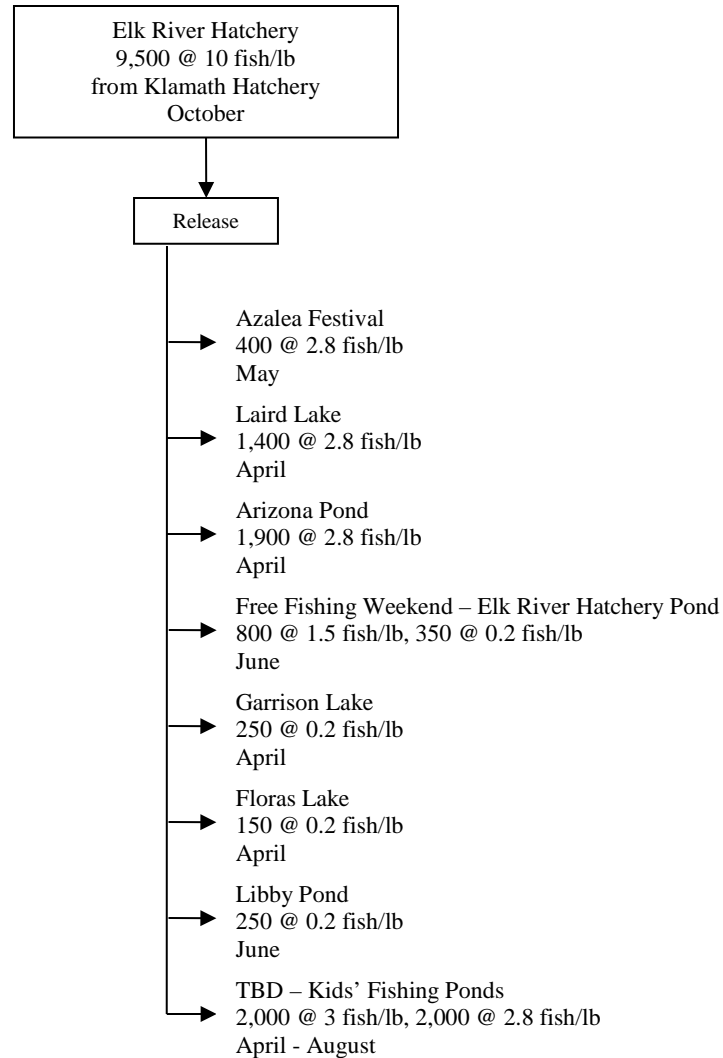 Elk River Hatchery
9,500 @ 10 fish/lb
from Klamath Hatchery
October
Release
Azalea Festival
400 @ 2.8 fish/lb
May
Laird Lake
1,400 @ 2.8 fish/lb
April
Arizona Pond
1,900 @ 2.8 fish/lb
April
Free Fishing Weekend – Elk River Hatchery Pond
800 @ 1.5 fish/lb, 350 @ 0.2 fish/lb
June
Garrison Lake
250 @ 0.2 fish/lb
April
Floras Lake
150 @ 0.2 fish/lb
April
Libby Pond
250 @ 0.2 fish/lb
June
TBD – Kids’ Fishing Ponds
2,000 @ 3 fish/lb, 2,000 @ 2.8 fish/lb
April - August